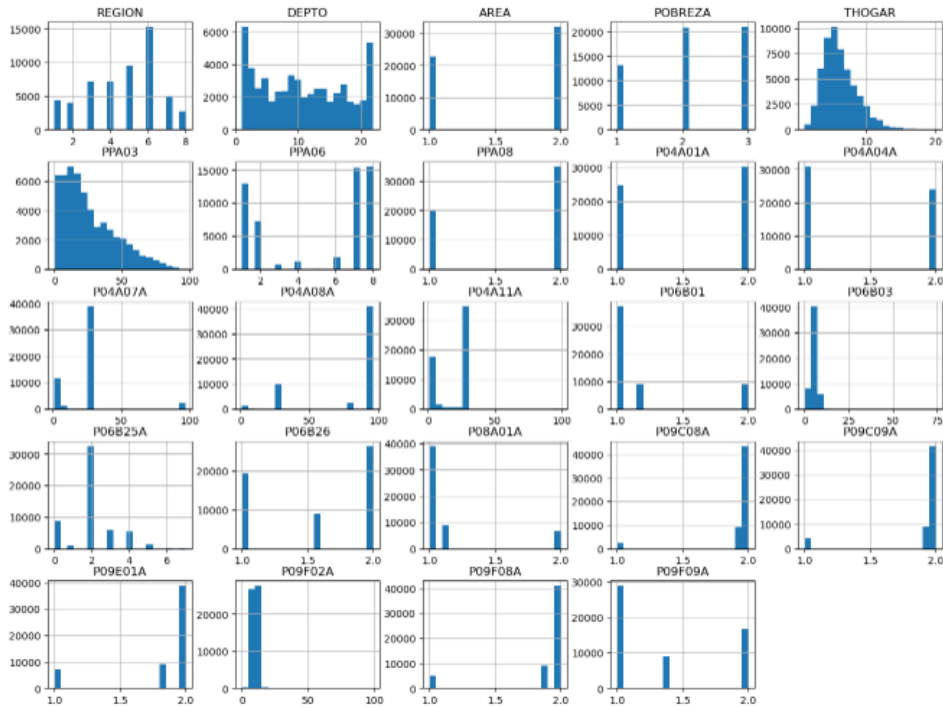 REGION DEPTO AREA POBREZA THOGAR
15000 10000 5000 0
6000 4000 2000 0
30000 20000 10000 0
20000 15000 10000 5000 0
10000 7500 5000 2500 0
2 4 6 8
0 10 20
1.0 1.5 2.0
1 2 3
10 20
PPA03 PPA06 PPA08 P04A01A P04A04A
6000 4000 2000 0
15000 10000 5000 0
30000 20000 10000 0
30000 20000 10000 0
30000 20000 10000 0
0 50 100
2 4 6 8
1.0 1.5 2.0
1.0 1.5 2.0
1.0 1.5 2.0
P04A07A P04A08A P04A11A P06B01 P06B03
40000 30000 20000 10000 0
40000 30000 20000 10000 0
30000 20000 10000 0
30000 20000 10000 0
40000 30000 20000 10000 0
0 50 100
0 50 100
0 50 100
1.0 1.5 2.0
0 25 50 75
P06B25A P06B26 P08A01A P09C08A P09C09A
30000 20000 10000 0
20000 10000 0
40000 30000 20000 10000 0
40000 30000 20000 10000 0
40000 30000 20000 10000 0
0 2 4 6
1.0 1.5 2.0
1.0 1.5 2.0
1.0 1.5 2.0
1.0 1.5 2.0
P09E01A P09F02A P09F08A P09F09A
40000 30000 20000 10000 0
20000 10000 0
40000 30000 20000 10000 0
30000 20000 10000 0
1.0 1.5 2.0
0 50 100
1.0 1.5 2.0
1.0 1.5 2.0